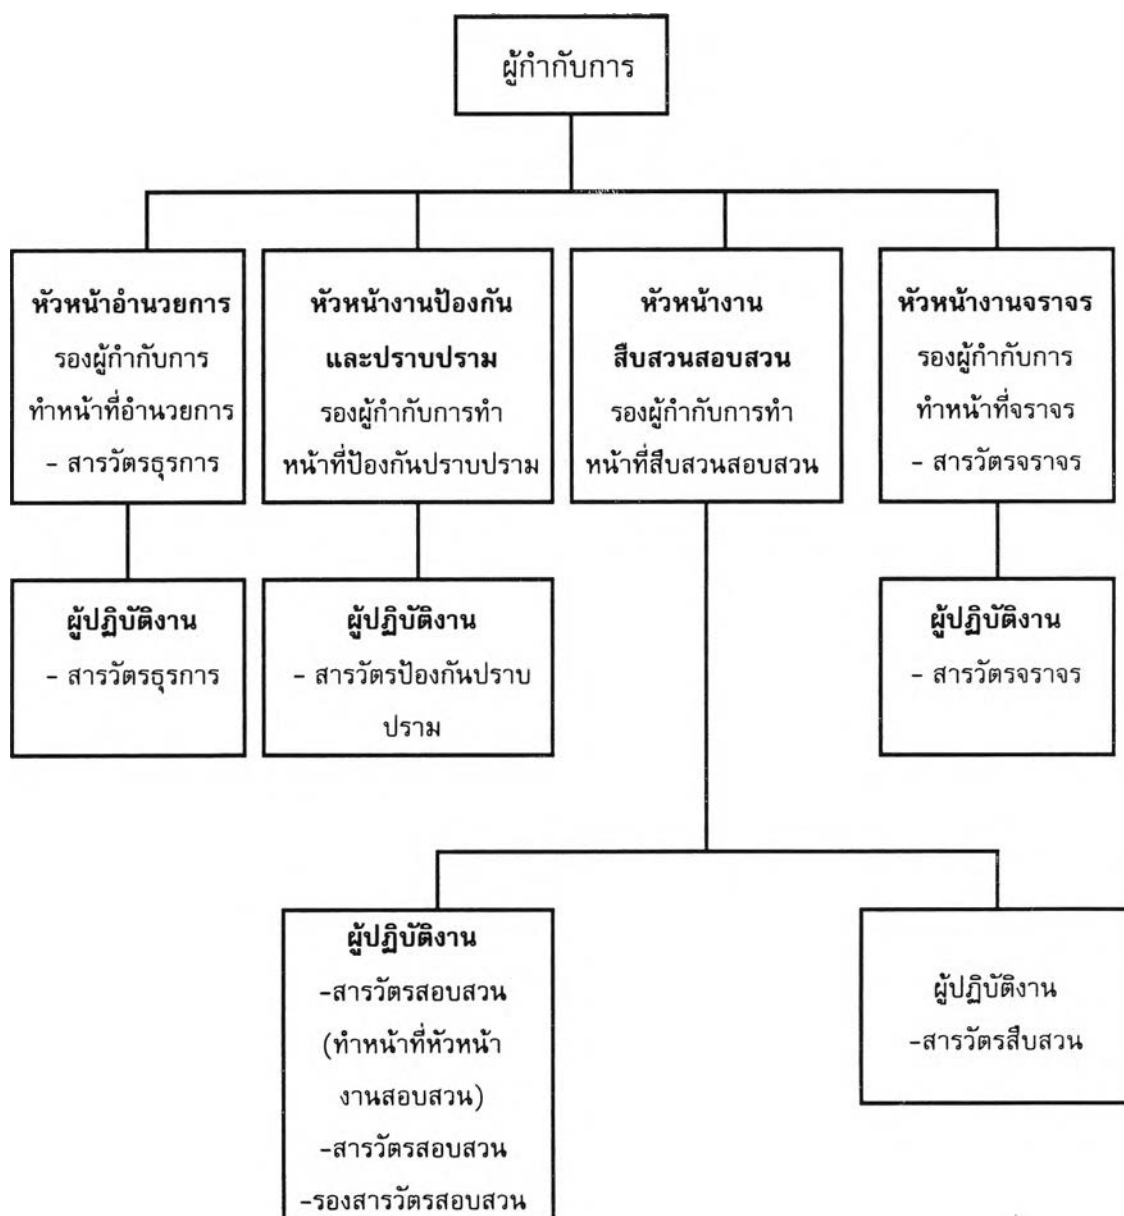 ผู้กำกับการ
หัวหน้าอำนวยการ
รองผู้กำกับการ
ทำหน้าที่อำนวยการ
- สารวัตรธุรการ
หัวหน้างานป้องกัน
และปราบปราม
รองผู้กำกับการทำ
หน้าที่ป้องกันปราบปราม
หัวหน้างาน
สืบสวนสอบสวน
รองผู้กำกับการทำ
หน้าที่สืบสวนสอบสวน
หัวหน้างานจราจร
รองผู้กำกับการ
ทำหน้าที่จราจร
- สารวัตรจราจร
ผู้ปฏิบัติงาน
- สารวัตรธุรการ
ผู้ปฏิบัติงาน
- สารวัตรป้องกันปราบ
ปราม
ผู้ปฏิบัติงาน
- สารวัตรจราจร
ผู้ปฏิบัติงาน
-สารวัตรสอบสวน
(ทำหน้าที่หัวหน้า
งานสอบสวน)
-สารวัตรสอบสวน
-รองสารวัตรสอบสวน
ผู้ปฏิบัติงาน
-สารวัตรสืบสวน